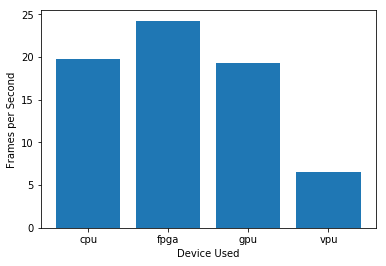 25
20
15
10
5
0
Frames per Second
cpu
fpga
gpu
vpu
Device Used